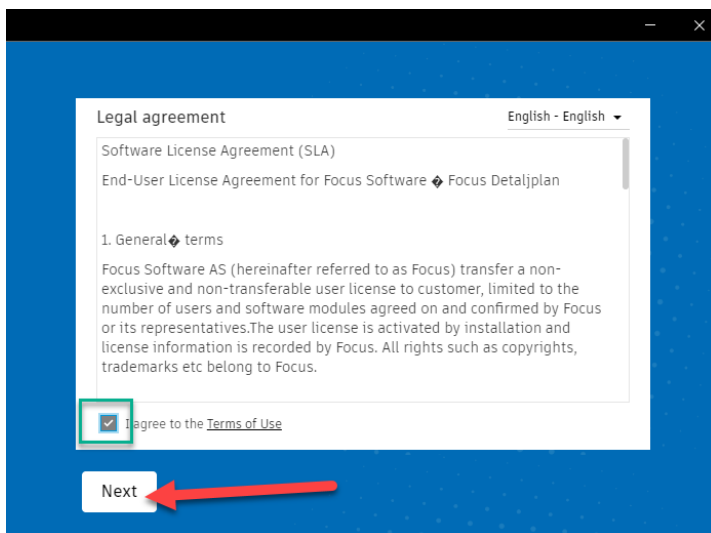 Legal agreement
English - English
Software License Agreement (SLA)
End-User License Agreement for Focus Software � Focus Detaljplan
1. General� terms
Focus Software AS (hereinafter referred to as Focus) transfer a non-
exclusive and non-transferable user license to customer, limited to the
number of users and software modules agreed on and confirmed by Focus
or its representatives.The user license is activated by installation and
license information is recorded by Focus. All rights such as copyrights,
trademarks etc belong to Focus.
I agree to the Terms of Use
Next